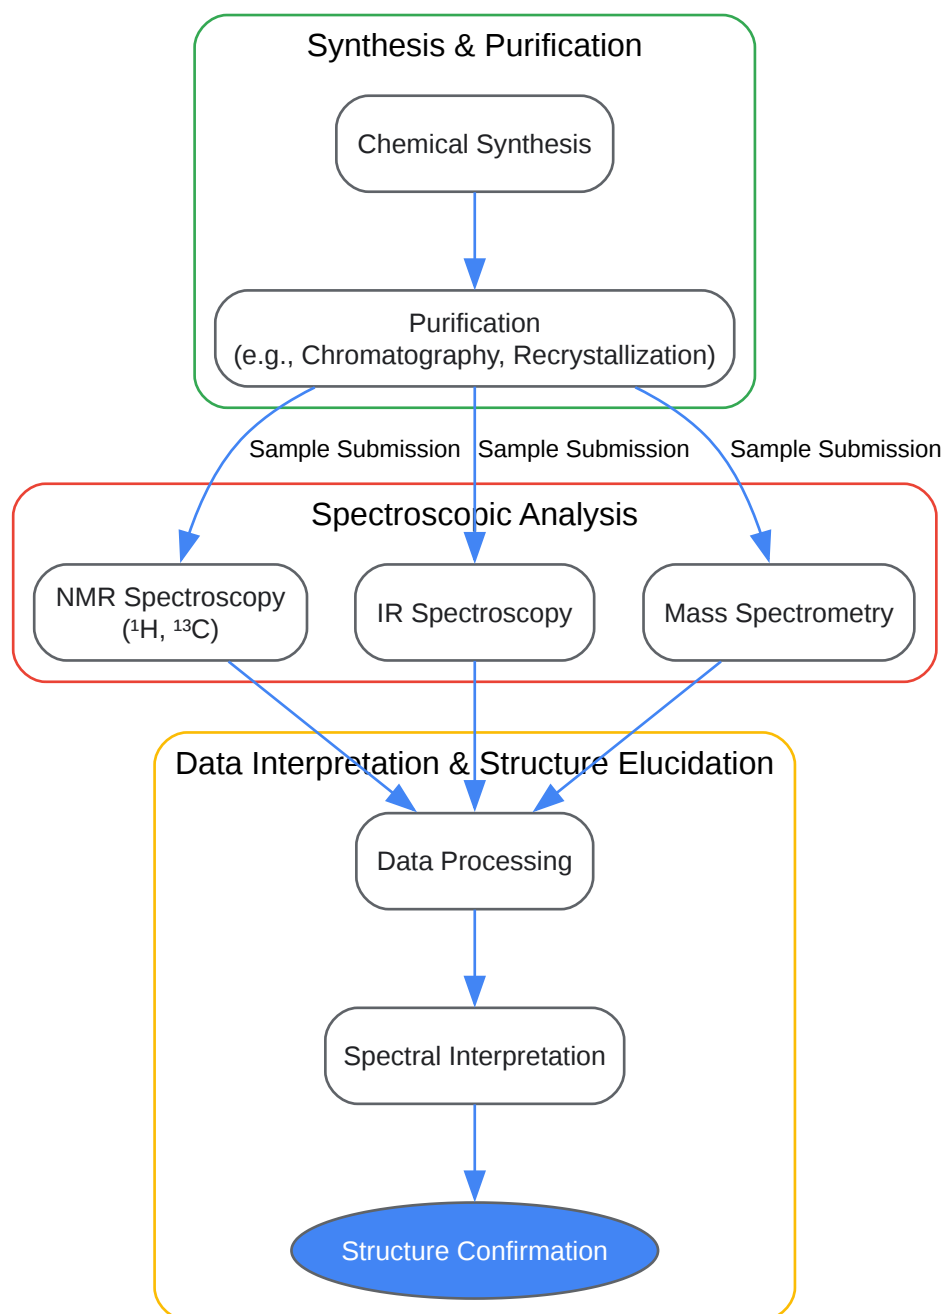 Synthesis & Purification
Chemical Synthesis
Purification
(e.g., Chromatography, Recrystallization)
Sample Submission
Sample Submission
Sample Submission
Spectroscopic Analysis
NMR Spectroscopy
(¹H, ¹³C)
IR Spectroscopy
Mass Spectrometry
Data Interpretation & Structure Elucidation
Data Processing
Spectral Interpretation
Structure Confirmation